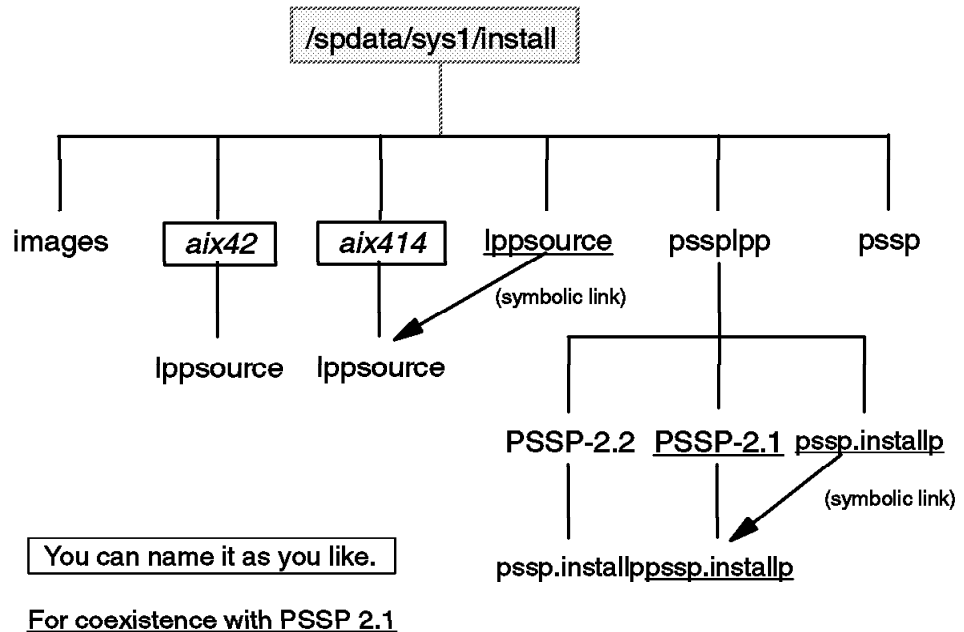 /spdata/sys1/install
images aix42 aix414 lppsource pssplpp pssp
(symbolic link)
lppsource lppsource
PSSP-2.2 PSSP-2.1 pssp.installp
(symbolic link)
pssp.installp pssp.installp
You can name it as you like.
For coexistence with PSSP 2.1